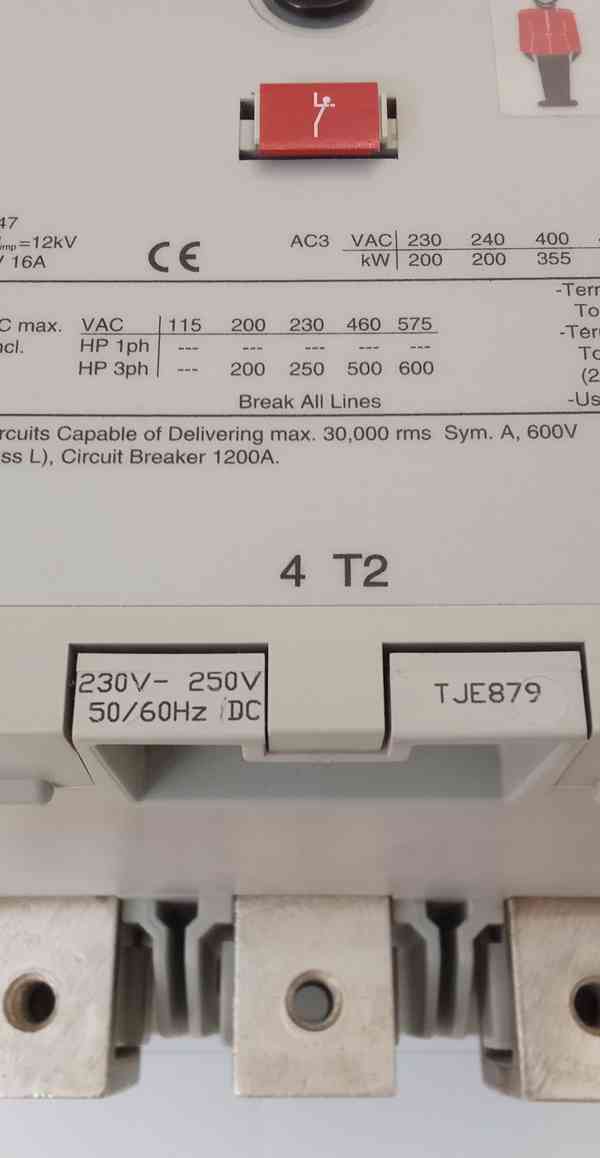 47
imp=12kV
V 16A
CE
AC3 VAC 230 240 400
kW 200 200 355
C max. VAC 115 200 230 460 575
ncl. HP 1ph --- --- --- --- ---
HP 3ph --- 200 250 500 600
Break All Lines
-Term
To
-Term
To
(2
-Us
rcuits Capable of Delivering max. 30,000 rms Sym. A, 600V
ss L), Circuit Breaker 1200A.
4 T2
230V- 250V
50/60Hz /DC
TJE879